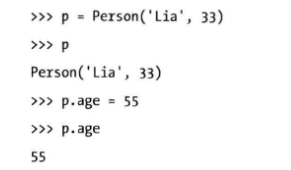 >>> p = Person('Lia', 33)
>>> p
Person('Lia', 33)
>>> p.age = 55
>>> p.age
55